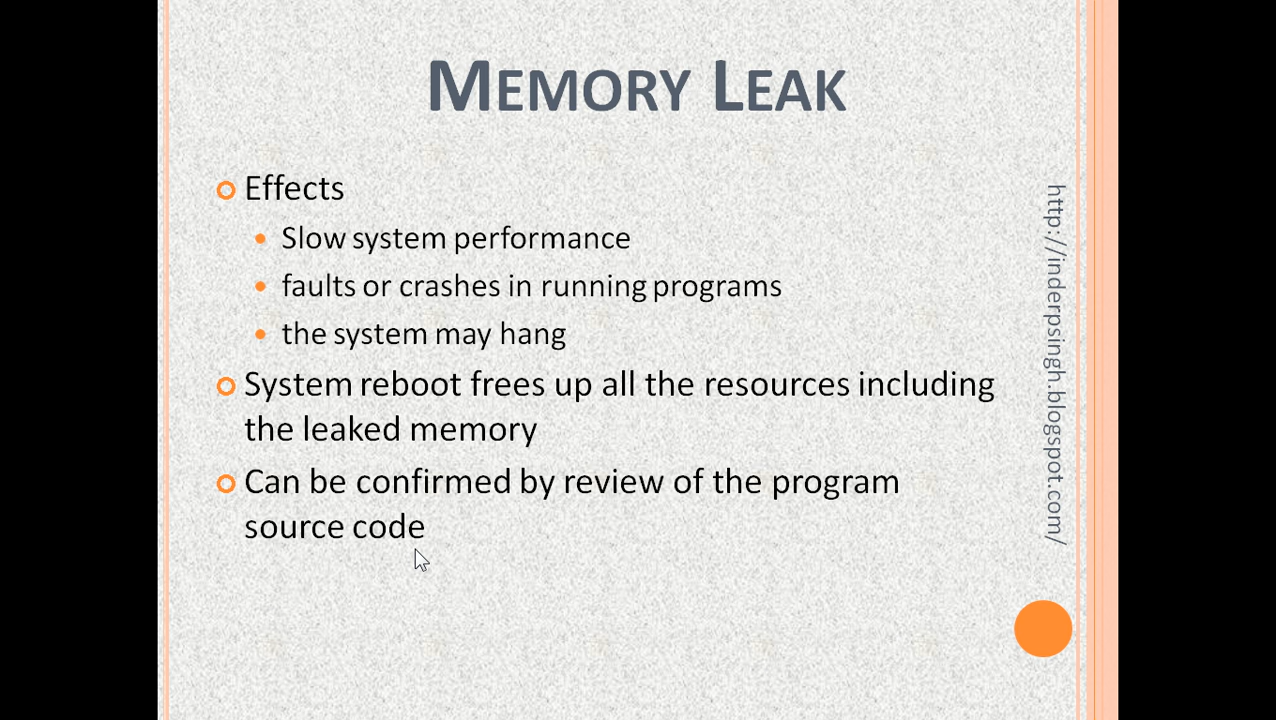 MEMORY LEAK
Effects
Slow system performance
faults or crashes in running programs
the system may hang
System reboot frees up all the resources including
the leaked memory
Can be confirmed by review of the program
source code
http://inderpsingh.blogspot.com/